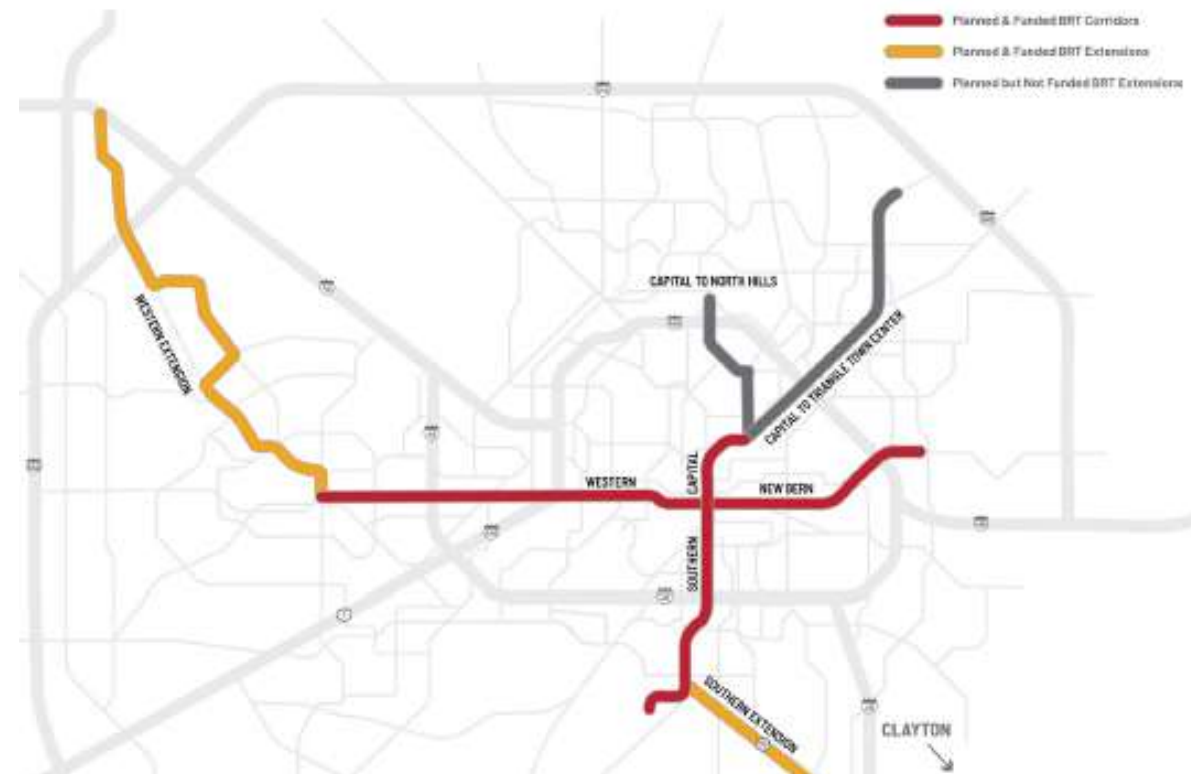 Planned & Funded BRT Corridors
Planned & Funded BRT Extensions
Planned but Not Funded BRT Extensions
CAPITAL TO NORTH HILLS
WESTERN EXTENSION
CAPITAL TO TRIANGLE TOWN CENTER
WESTERN
CAPITAL
NEW BERN
SOUTHERN
SOUTHERN EXTENSION
CLAYTON